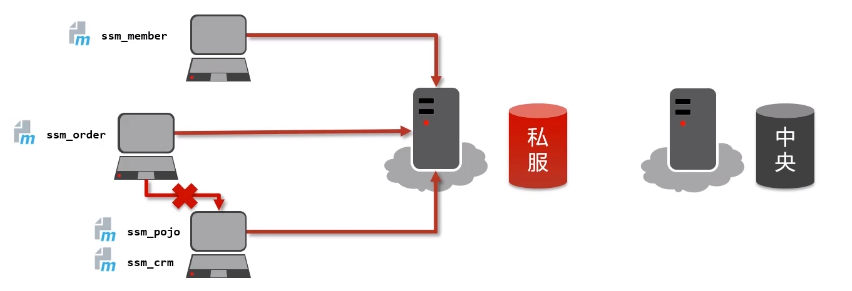 ssm_member
ssm_order
ssm_pojo
ssm_crm
私服
中央